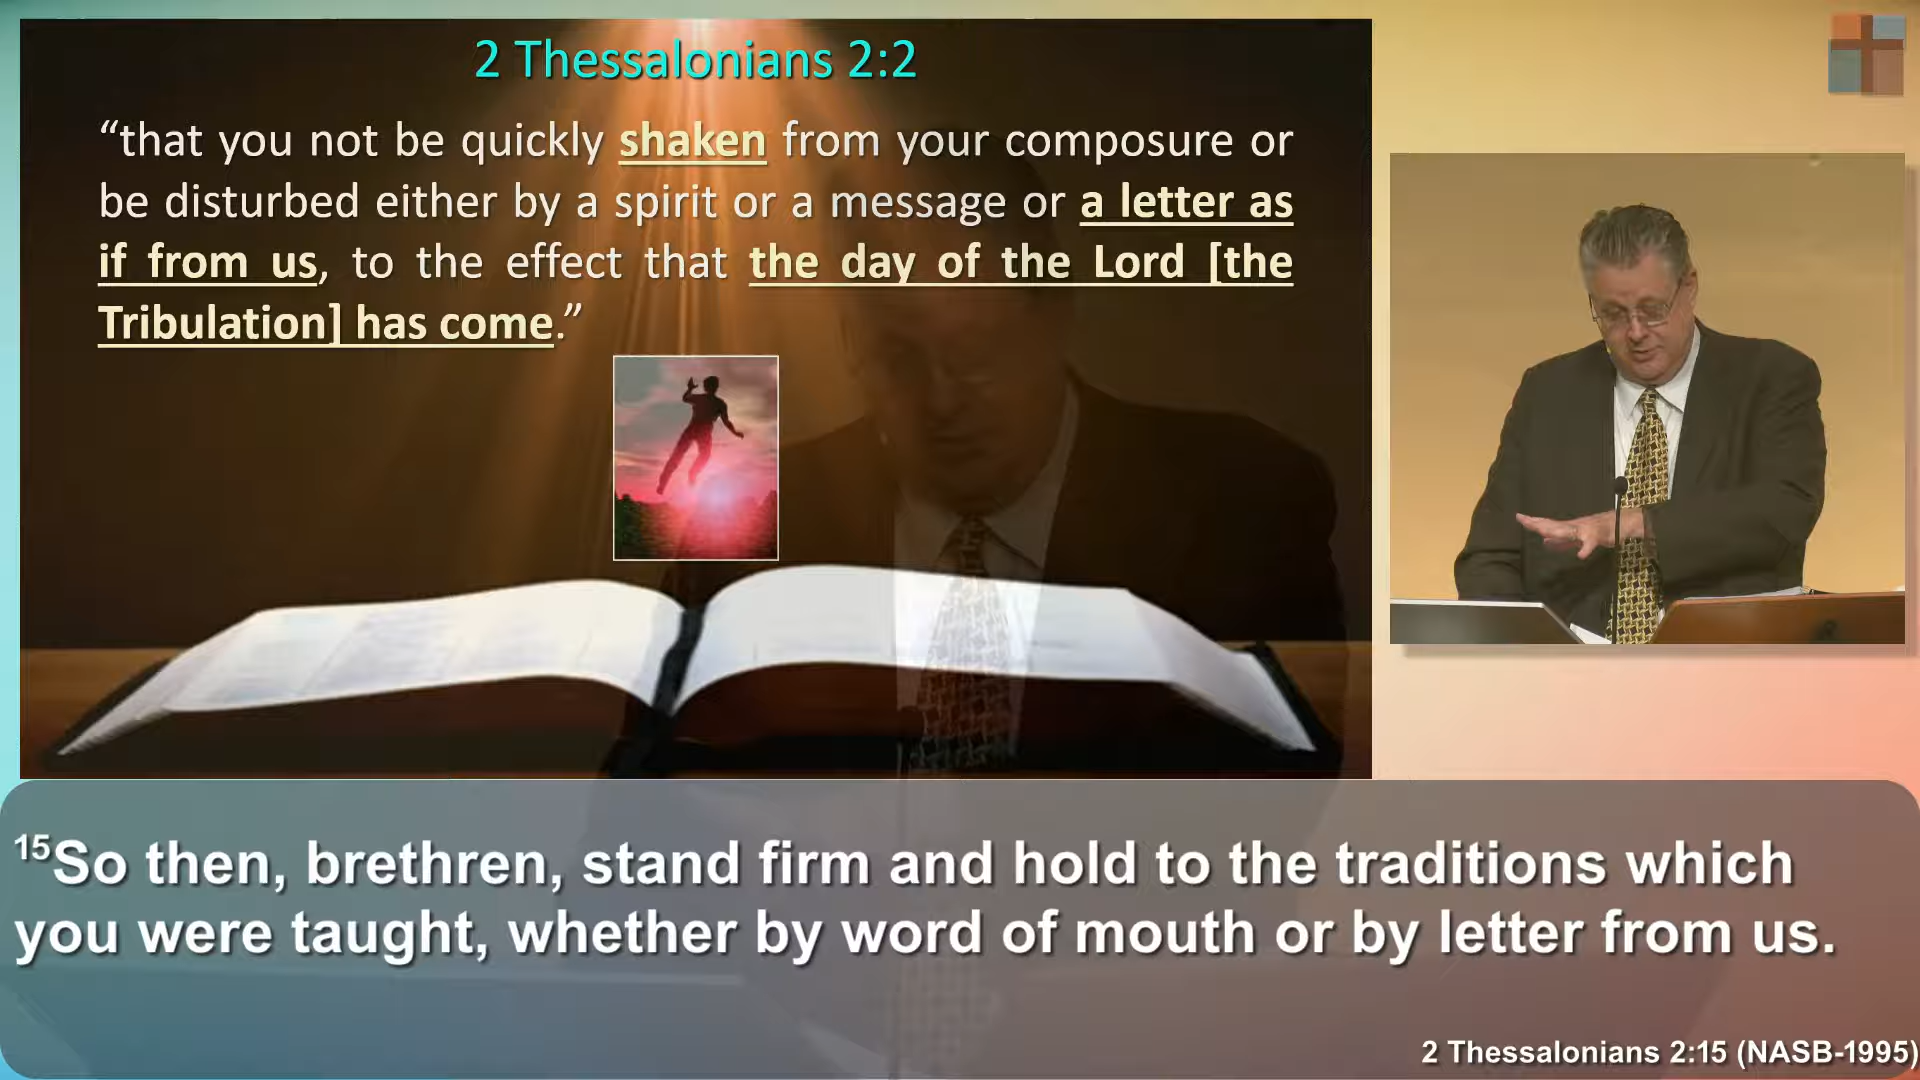 2 Thessalonians 2:2
“that you not be quickly shaken from your composure or
be disturbed either by a spirit or a message or a letter as
if from us, to the effect that the day of the Lord [the
Tribulation] has come.”
15So then, brethren, stand firm and hold to the traditions which
you were taught, whether by word of mouth or by letter from us.
2 Thessalonians 2:15 (NASB-1995)